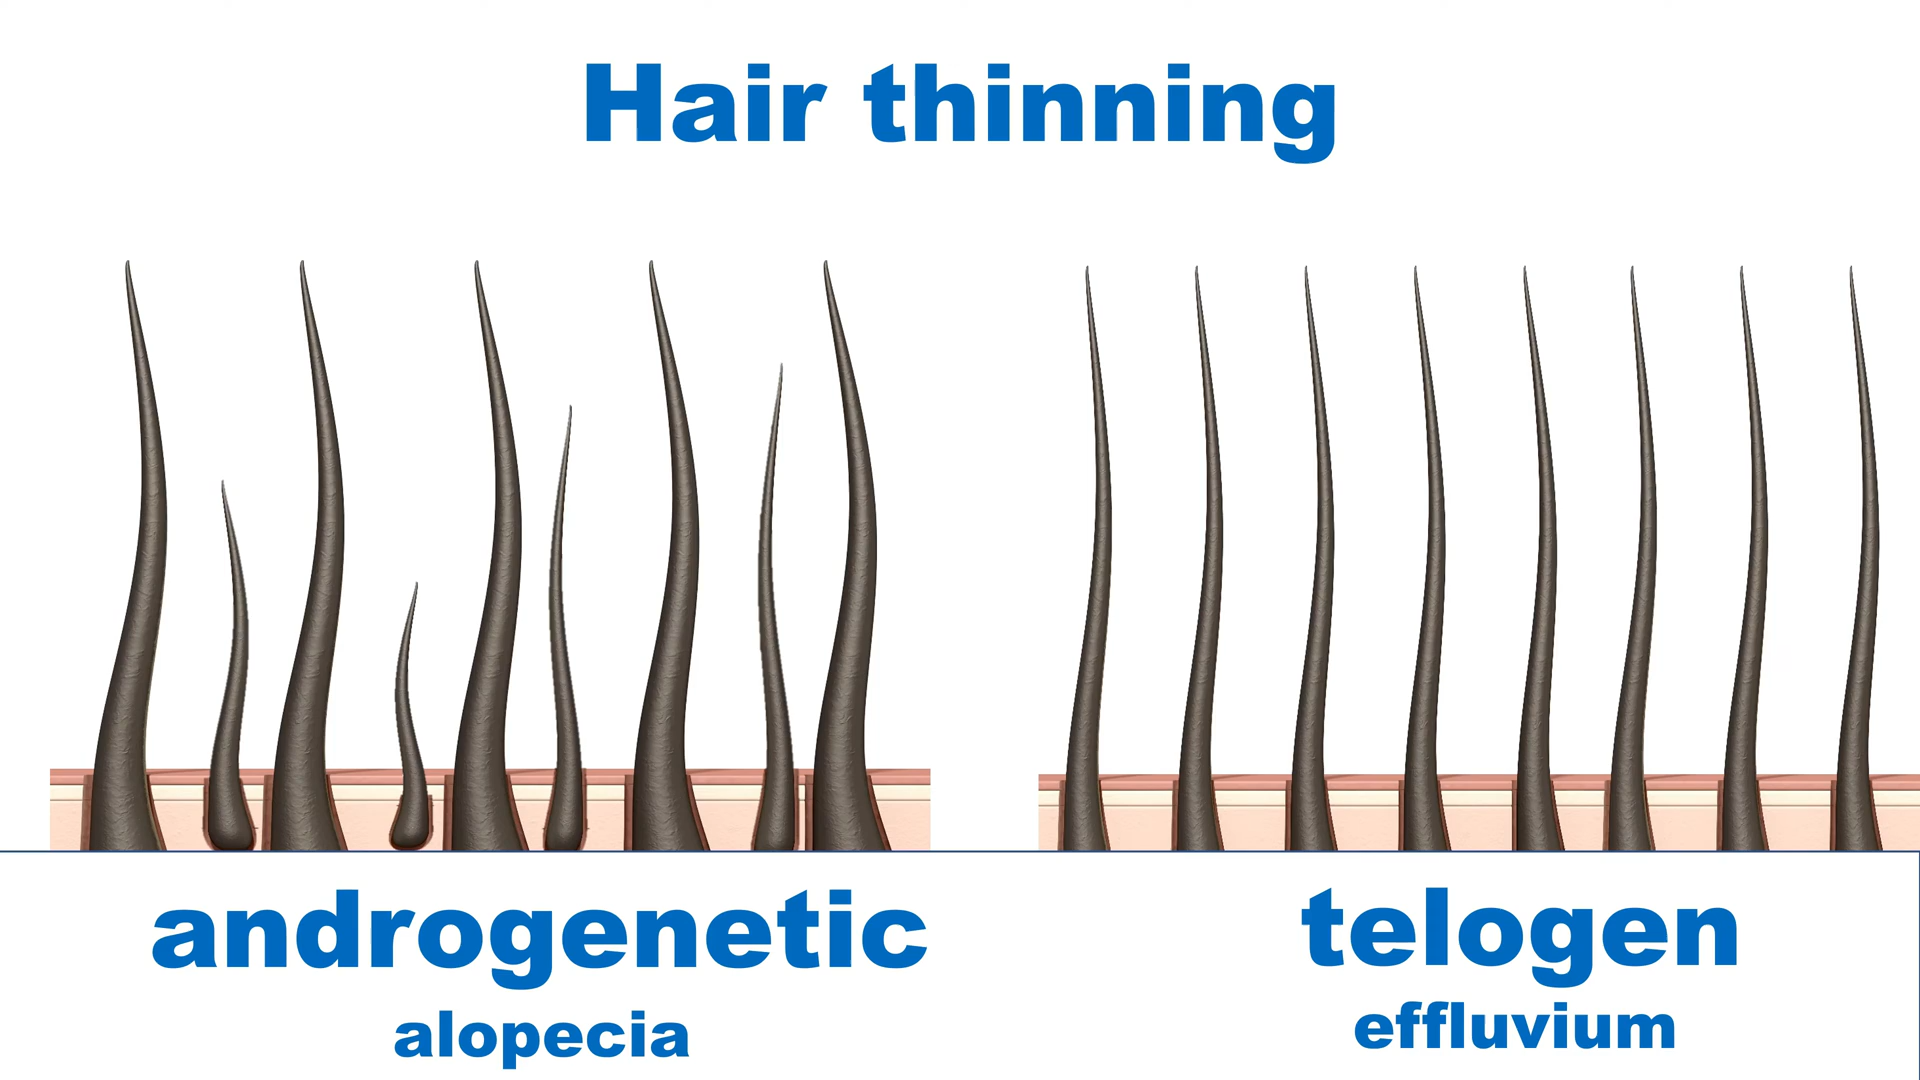 Hair thinning
androgenetic
alopecia
telogen
effluvium